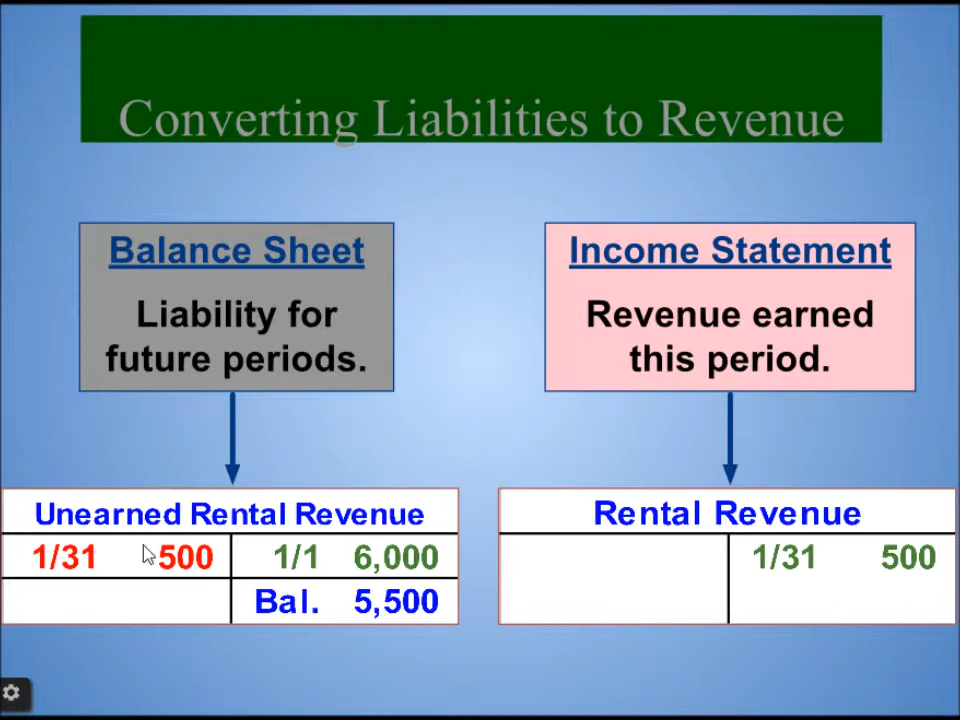 Converting Liabilities to Revenue
Balance Sheet
Liability for
future periods.
Income Statement
Revenue earned
this period.
Unearned Rental Revenue
1/31 500 1/1 6,000
Bal. 5,500
Rental Revenue
1/31 500